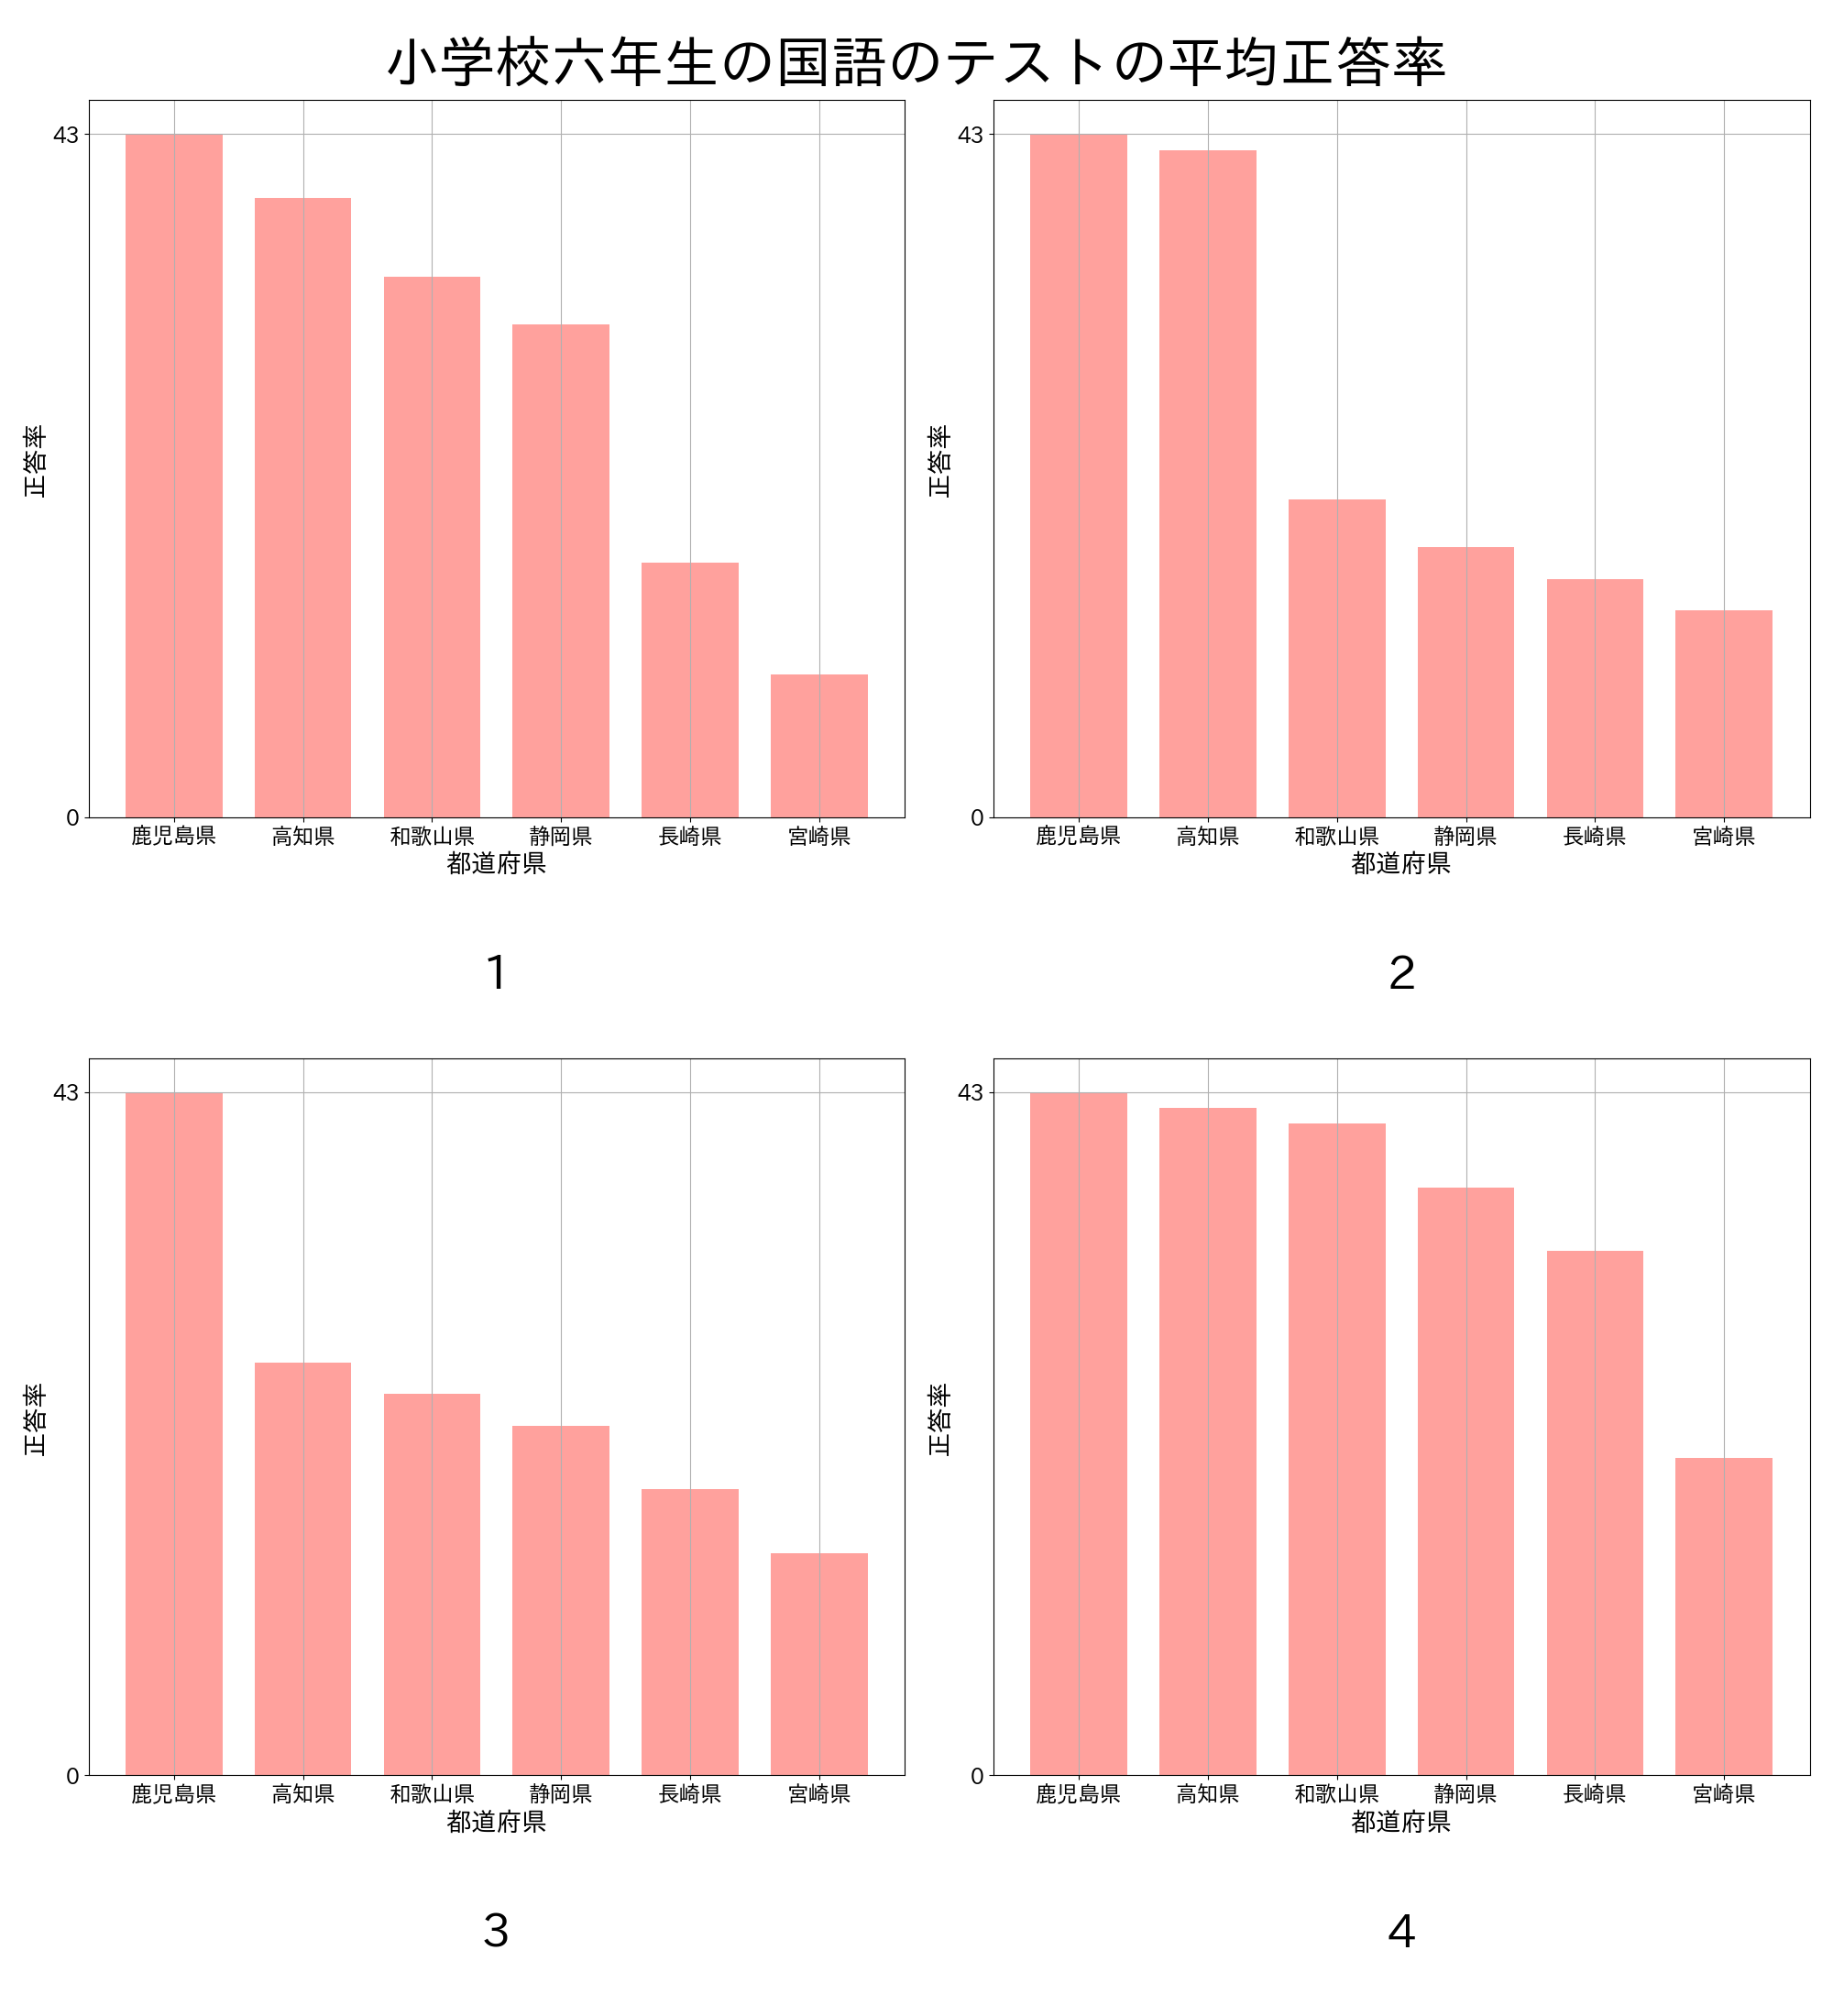 小学校六年生の国語のテストの平均正答率
43
0
正答率
鹿児島県 高知県 和歌山県 静岡県 長崎県 宮崎県
都道府県
1
43
0
正答率
鹿児島県 高知県 和歌山県 静岡県 長崎県 宮崎県
都道府県
2
43
0
正答率
鹿児島県 高知県 和歌山県 静岡県 長崎県 宮崎県
都道府県
3
43
0
正答率
鹿児島県 高知県 和歌山県 静岡県 長崎県 宮崎県
都道府県
4